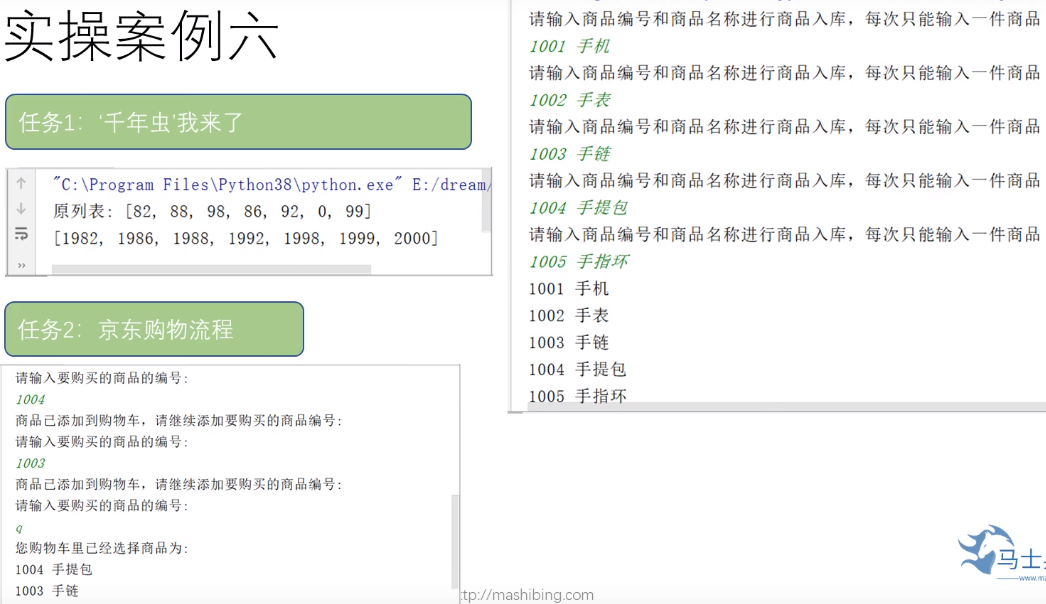 实操案例六
任务1：‘千年虫’我来了
"C:\Program Files\Python38\python.exe" E:/dream/
原列表: [82, 88, 98, 86, 92, 0, 99]
[1982, 1986, 1988, 1992, 1998, 1999, 2000]
任务2：京东购物流程
请输入要购买的商品的编号:
1004
商品已添加到购物车，请继续添加要购买的商品编号:
请输入要购买的商品的编号:
1003
商品已添加到购物车，请继续添加要购买的商品编号:
请输入要购买的商品的编号:
q
您购物车里已经选择商品为:
1004 手提包
1003 手链
请输入商品编号和商品名称进行商品入库，每次只能输入一件商品
1001 手机
请输入商品编号和商品名称进行商品入库，每次只能输入一件商品
1002 手表
请输入商品编号和商品名称进行商品入库，每次只能输入一件商品
1003 手链
请输入商品编号和商品名称进行商品入库，每次只能输入一件商品
1004 手提包
请输入商品编号和商品名称进行商品入库，每次只能输入一件商品
1005 手指环
1001 手机
1002 手表
1003 手链
1004 手提包
1005 手指环
马士
www.m
tp://mashibing.com